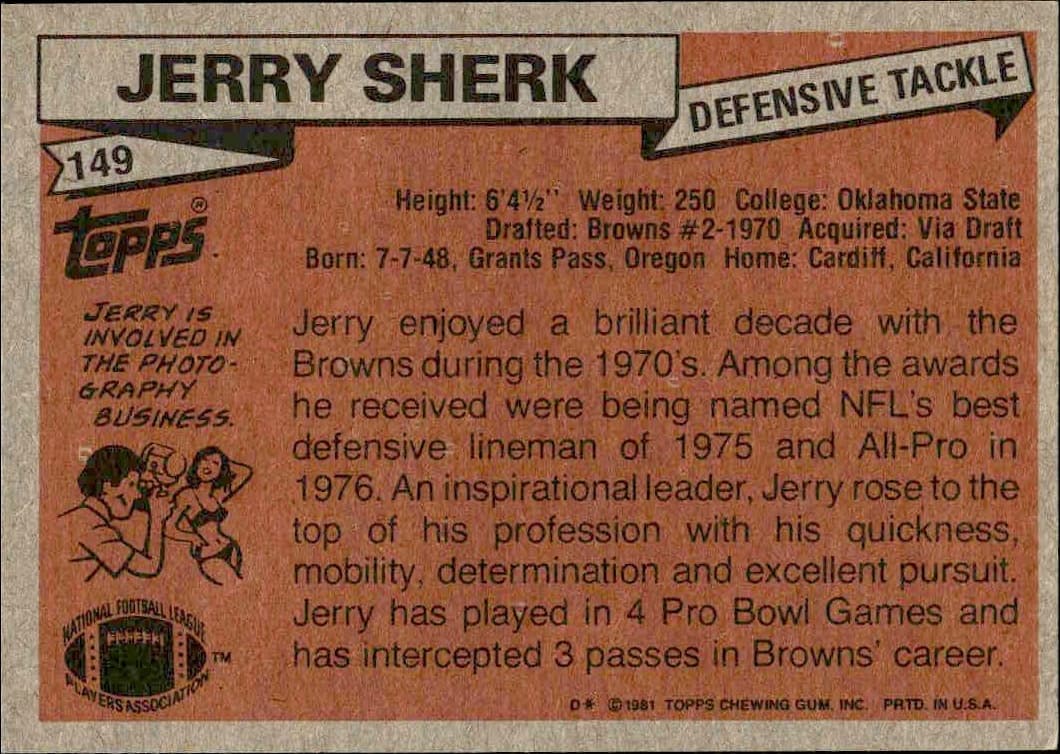 JERRY SHERK
DEFENSIVE TACKLE
149
topps®
Height: 6'4½" Weight: 250 College: Oklahoma State
Drafted: Browns #2-1970 Acquired: Via Draft
Born: 7-7-48, Grants Pass, Oregon Home: Cardiff, California
JERRY IS
INVOLVED IN
THE PHOTO-
GRAPHY
BUSINESS.
Jerry enjoyed a brilliant decade with the
Browns during the 1970's. Among the awards
he received were being named NFL's best
defensive lineman of 1975 and All-Pro in
1976. An inspirational leader, Jerry rose to the
top of his profession with his quickness,
mobility, determination and excellent pursuit.
Jerry has played in 4 Pro Bowl Games and
has intercepted 3 passes in Browns' career.
NATIONAL FOOTBALL LEAGUE
PLAYERS ASSOCIATION
TM
D* ©1981 TOPPS CHEWING GUM, INC. PRTD. IN U.S.A.